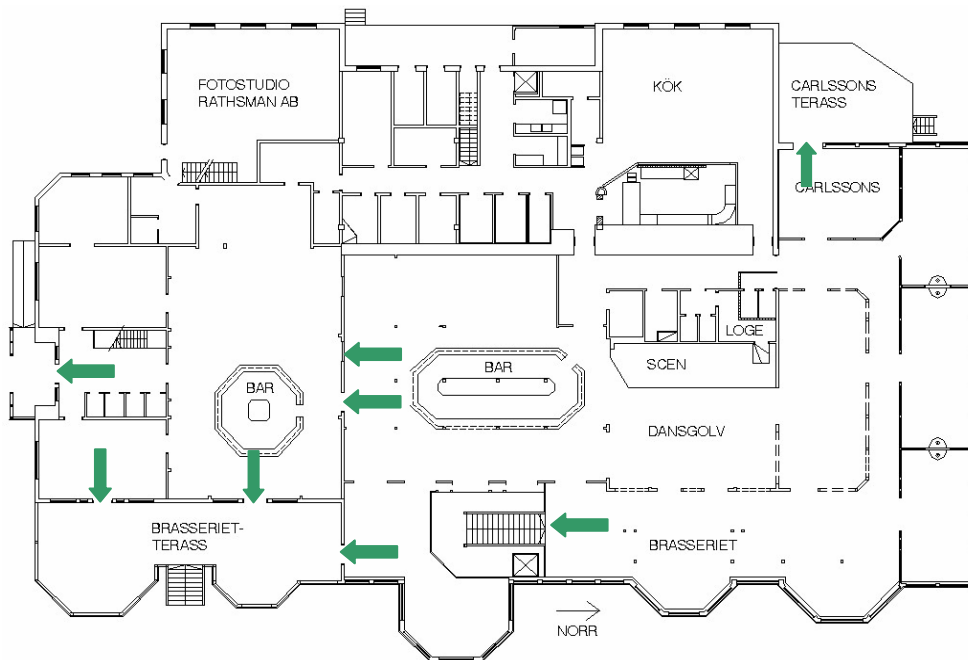 FOTOSTUDIO
RATHSMAN AB
KÖK
CARLSSONS
TERASS
CARLSSONS
LOGE
SCEN
BAR
BAR
DANSGOLV
BRASSERIET-
TERASS
BRASSERIET
NORR